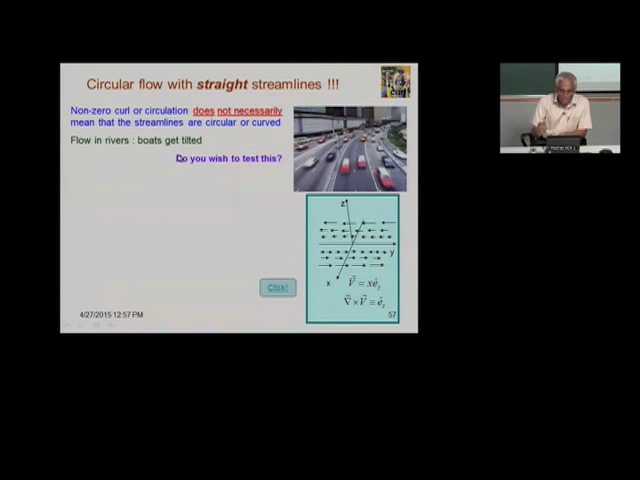 Circular flow with straight streamlines !!!
Non-zero curl or circulation does not necessarily
mean that the streamlines are circular or curved
Flow in rivers : boats get tilted
Do you wish to test this?
z
y
x
Click!
4/27/2015 12:57 PM
57